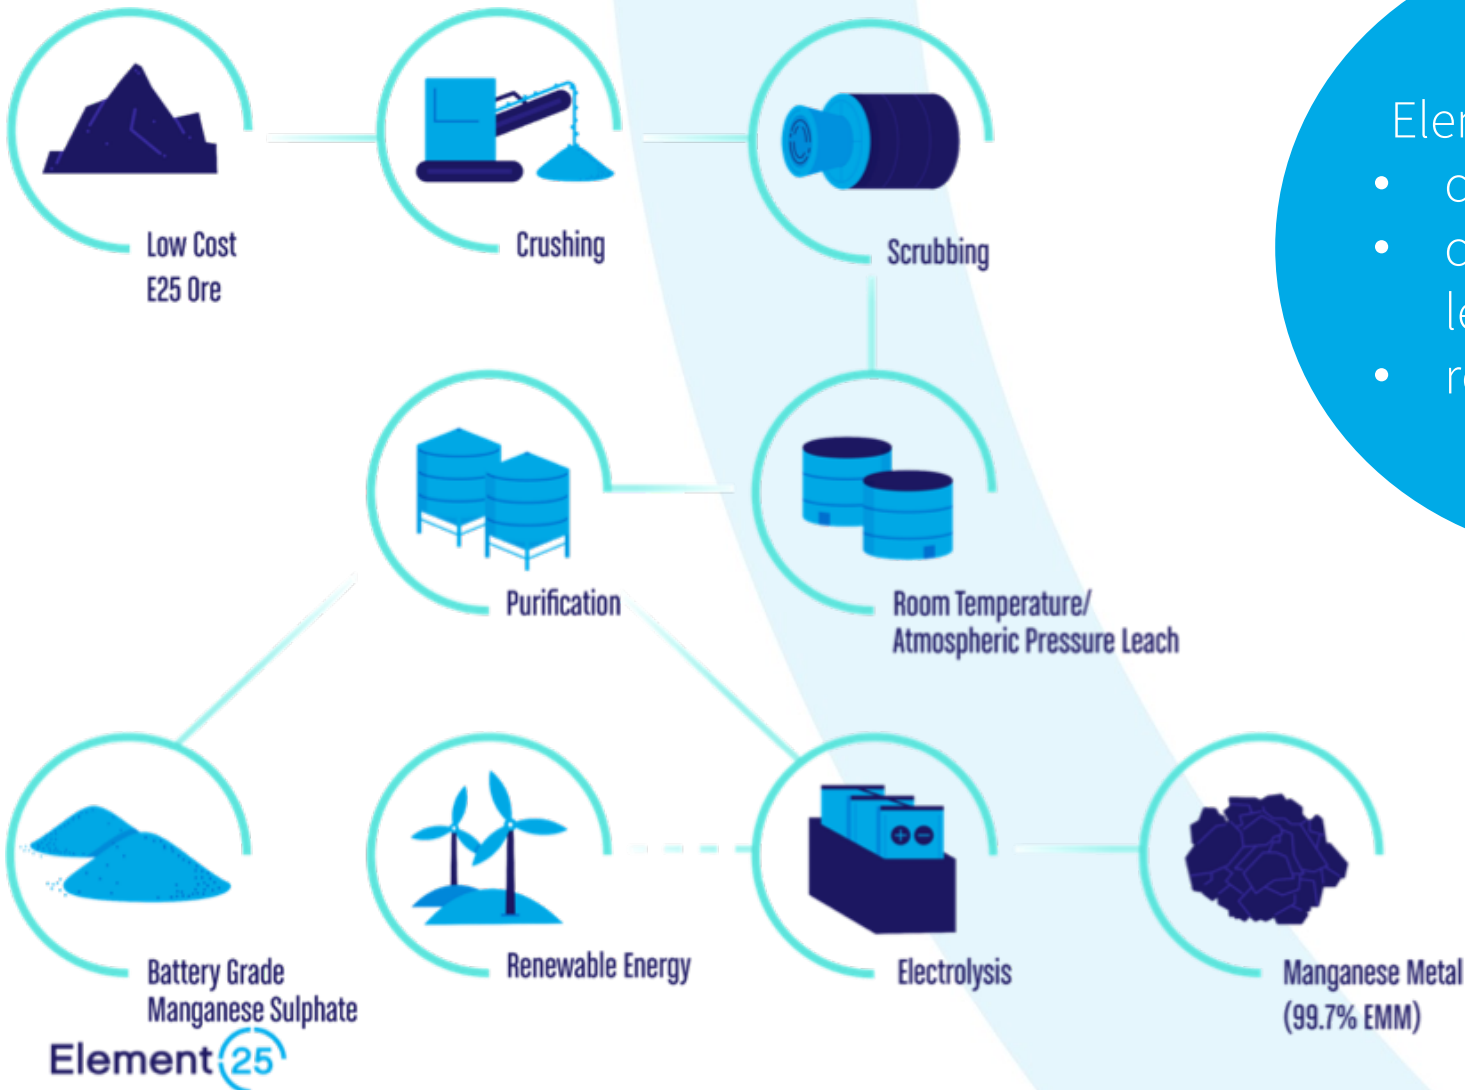 Low Cost
E25 Ore
Crushing
Scrubbing
Purification
Room Temperature/
Atmospheric Pressure Leach
Battery Grade
Manganese Sulphate
Renewable Energy
Electrolysis
Manganese Metal
(99.7% EMM)
Element 25